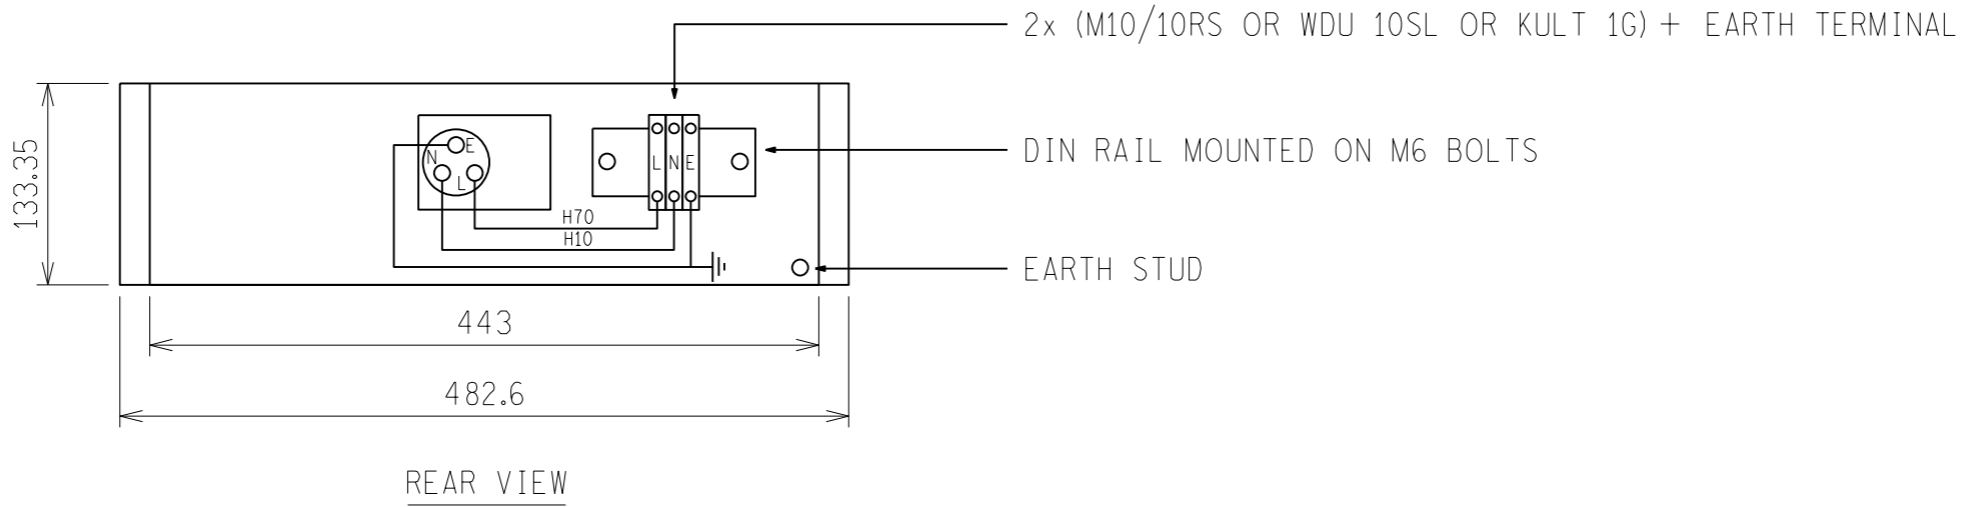 2x (M10/10RS OR WDU 10SL OR KULT 1G) + EARTH TERMINAL
133.35
E
N
L
L N E
DIN RAIL MOUNTED ON M6 BOLTS
H70
H10
EARTH STUD
443
482.6
REAR VIEW